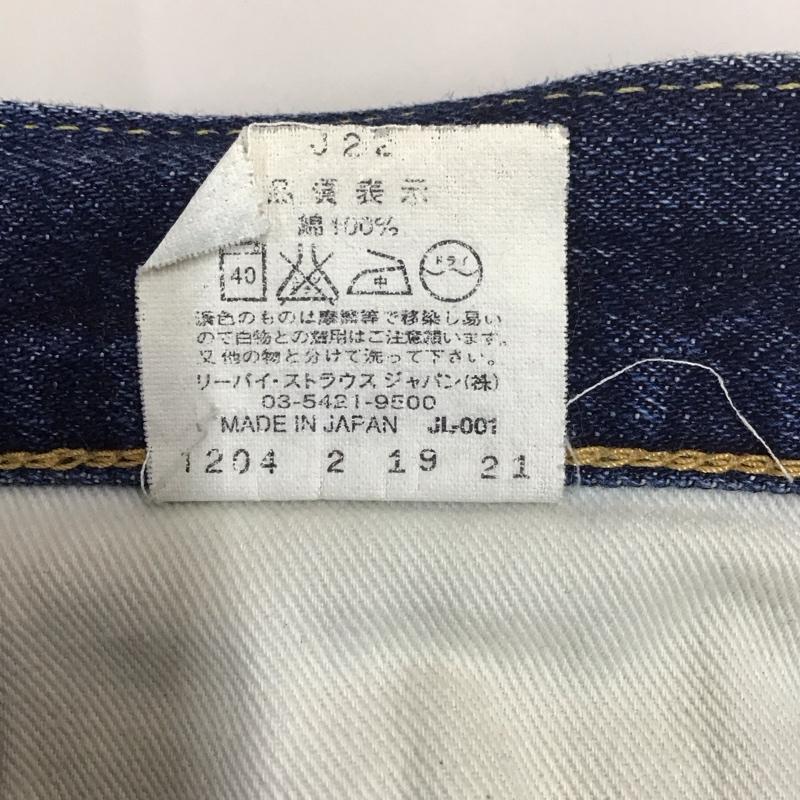 J22
品質表示
綿100%
40 中 ドライ
濃色のものは摩擦等で移染し易い
ので白物との着用はご注意願います。
又他の物と分けて洗って下さい。
リーバイ・ストラウス ジャパン(株)
03-5421-9500
MADE IN JAPAN JL-001
1204 2 19 21